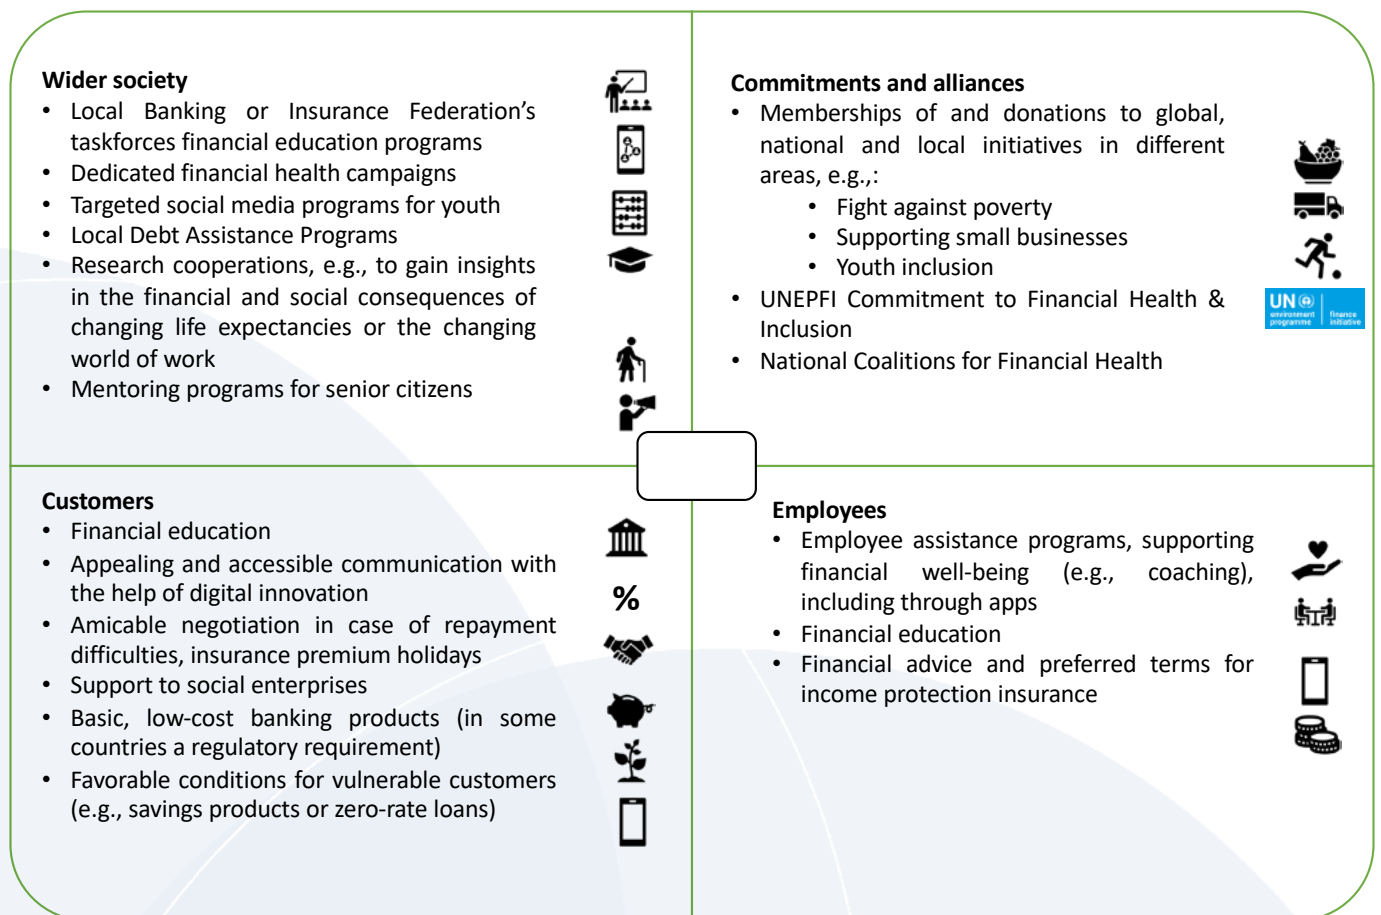 Wider society
• Local Banking or Insurance Federation's
taskforces financial education programs
• Dedicated financial health campaigns
• Targeted social media programs for youth
• Local Debt Assistance Programs
• Research cooperations, e.g., to gain insights
in the financial and social consequences of
changing life expectancies or the changing
world of work
• Mentoring programs for senior citizens
Commitments and alliances
• Memberships of and donations to global,
national and local initiatives in different
areas, e.g.,:
• Fight against poverty
• Supporting small businesses
• Youth inclusion
• UNEPFI Commitment to Financial Health &
Inclusion
• National Coalitions for Financial Health
UN
environment
programme
finance
initiative
Customers
• Financial education
• Appealing and accessible communication with
the help of digital innovation
• Amicable negotiation in case of repayment
difficulties, insurance premium holidays
• Support to social enterprises
• Basic, low-cost banking products (in some
countries a regulatory requirement)
• Favorable conditions for vulnerable customers
(e.g., savings products or zero-rate loans)
%
Employees
• Employee assistance programs, supporting
financial well-being (e.g., coaching),
including through apps
• Financial education
• Financial advice and preferred terms for
income protection insurance